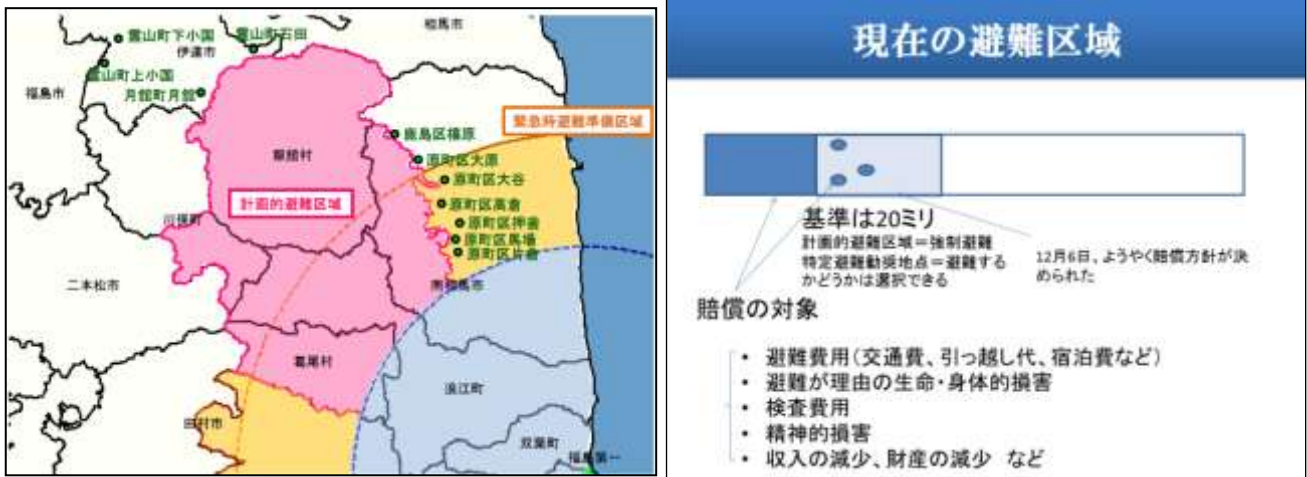 霊山町下小国
霊山町石田
相馬市
伊達市
霊山町上小国
福島市
月舘町月舘
緊急時避難準備区域
鹿島区橲原
飯舘村
原町区大原
原町区大谷
計画的避難区域
原町区高倉
川俣町
原町区押釜
原町区馬場
原町区片倉
二本松市
南相馬市
葛尾村
浪江町
田村市
双葉町
福島第一
現在の避難区域
基準は20ミリ
計画的避難区域=強制避難
特定避難勧奨地点=避難する
かどうかは選択できる
12月6日、ようやく賠償方針が決
められた
賠償の対象
• 避難費用(交通費、引っ越し代、宿泊費など)
• 避難が理由の生命・身体的損害
• 検査費用
• 精神的損害
• 収入の減少、財産の減少 など